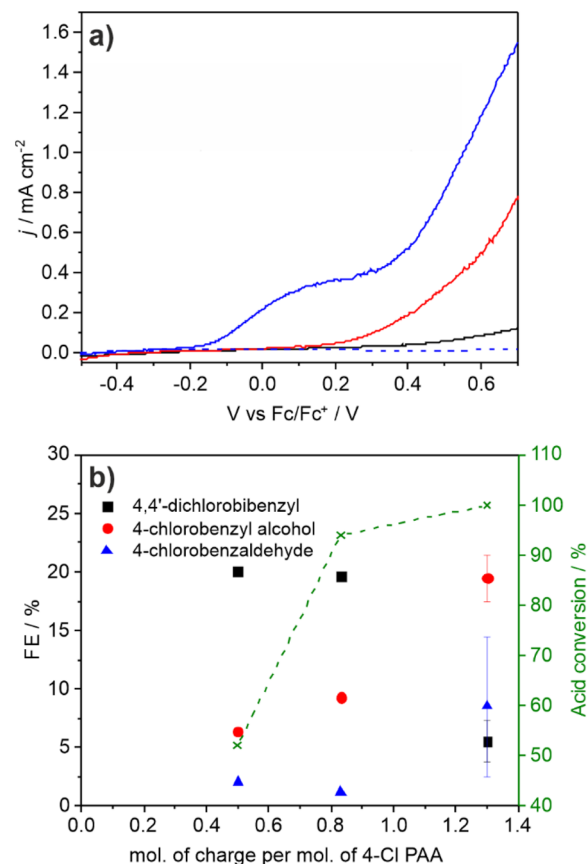 a)
1.6
1.4
1.2
1.0
0.8
0.6
0.4
0.2
0.0
j / mA cm⁻²
-0.4 -0.2 0.0 0.2 0.4 0.6
V vs Fc/Fc⁺ / V
b)
4,4'-dichlorobibenzyl
4-chlorobenzyl alcohol
4-chlorobenzaldehyde
30
25
20
15
10
5
0
FE / %
110
100
90
80
70
60
50
40
Acid conversion / %
0.0 0.2 0.4 0.6 0.8 1.0 1.2 1.4
mol. of charge per mol. of 4-Cl PAA